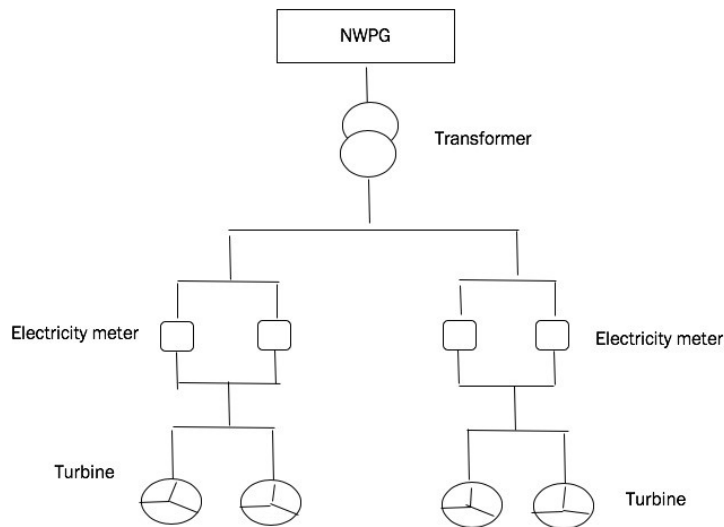 NWPG
Transformer
Electricity meter
Electricity meter
Turbine
Turbine